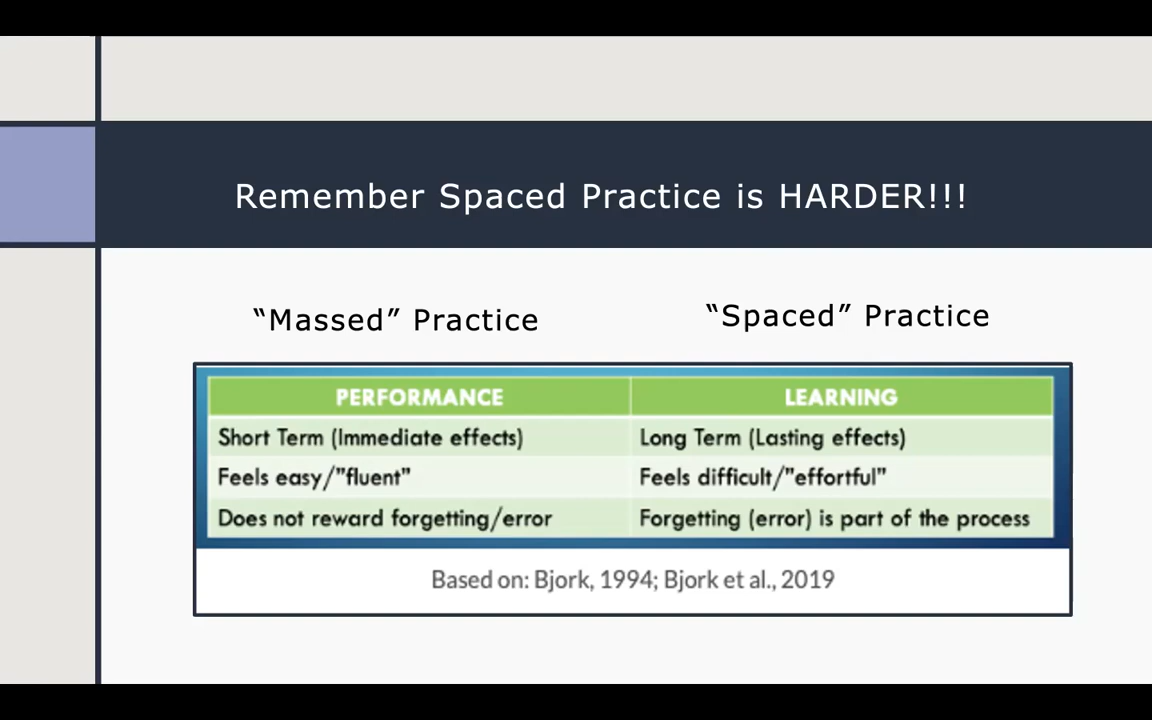 Remember Spaced Practice is HARDER!!!
“Massed” Practice
“Spaced” Practice
PERFORMANCE
LEARNING
Short Term (Immediate effects)
Long Term (Lasting effects)
Feels easy/"fluent"
Feels difficult/"effortful"
Does not reward forgetting/error
Forgetting (error) is part of the process
Based on: Bjork, 1994; Bjork et al., 2019